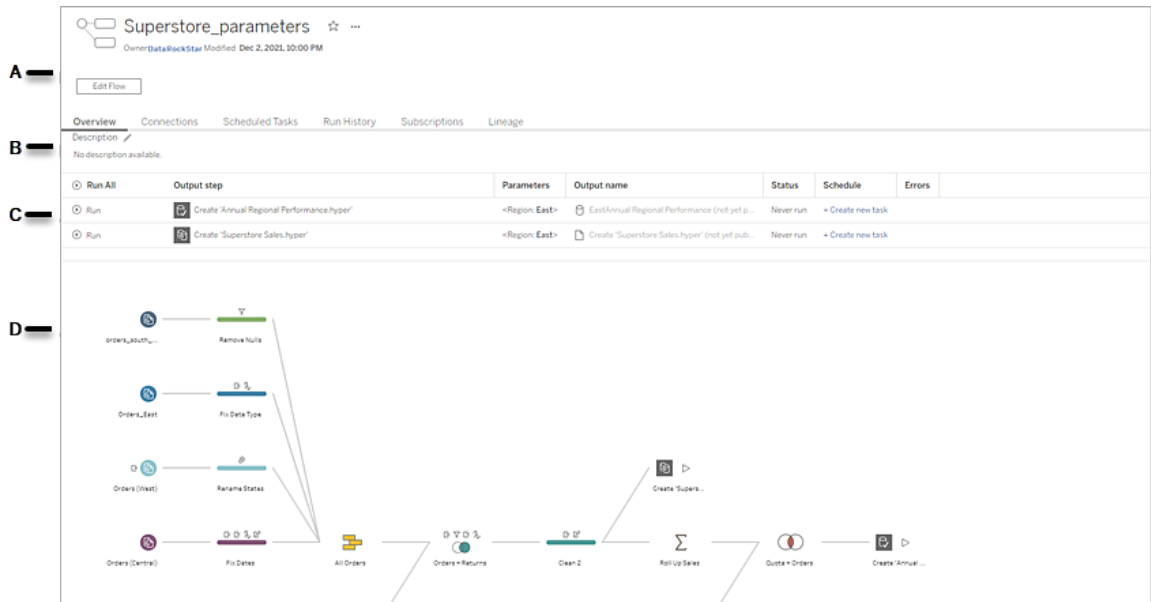 Superstore_parameters ...
Owner DataRockStar Modified Dec 2, 2021, 10:00 PM
A
Edit Flow
Overview Connections Scheduled Tasks Run History Subscriptions Lineage
Description
B
No description available.
Run All Output step Parameters Output name Status Schedule Errors
C
Run Create 'Annual Regional Performance.hyper' <Region: East> EastAnnual Regional Performance (not yet p... Never run + Create new task
Run Create 'Superstore Sales.hyper' <Region: East> Create 'Superstore Sales.hyper' (not yet pub... Never run + Create new task
D
orders_south_... Remove Nulls
Orders_East Fix Data Type
Orders (West) Rename States Create 'Supers...
Orders (Central) Fix Dates All Orders Orders + Returns Clean 2 Roll Up Sales Quota + Orders Create 'Annual ...